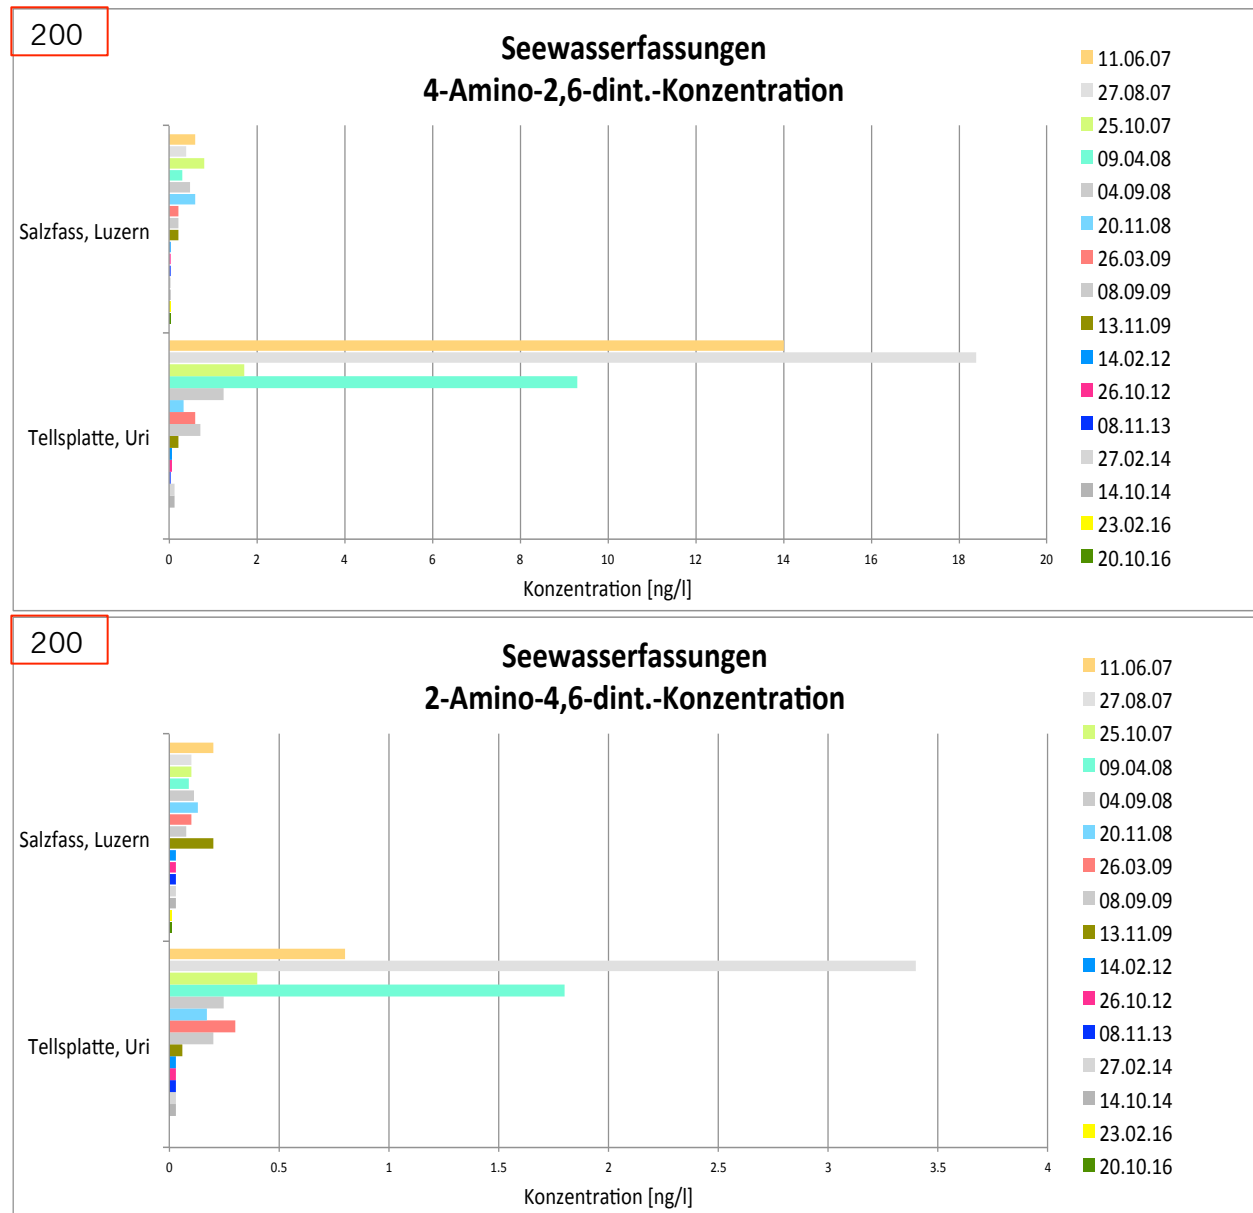 200
Seewasserfassungen
4-Amino-2,6-dint.-Konzentration
11.06.07
27.08.07
25.10.07
09.04.08
04.09.08
20.11.08
26.03.09
08.09.09
13.11.09
14.02.12
26.10.12
08.11.13
27.02.14
14.10.14
23.02.16
20.10.16
Salzfass, Luzern
Tellsplatte, Uri
0 2 4 6 8 10 12 14 16 18 20
Konzentration [ng/l]
200
Seewasserfassungen
2-Amino-4,6-dint.-Konzentration
11.06.07
27.08.07
25.10.07
09.04.08
04.09.08
20.11.08
26.03.09
08.09.09
13.11.09
14.02.12
26.10.12
08.11.13
27.02.14
14.10.14
23.02.16
20.10.16
Salzfass, Luzern
Tellsplatte, Uri
0 0.5 1 1.5 2 2.5 3 3.5 4
Konzentration [ng/l]